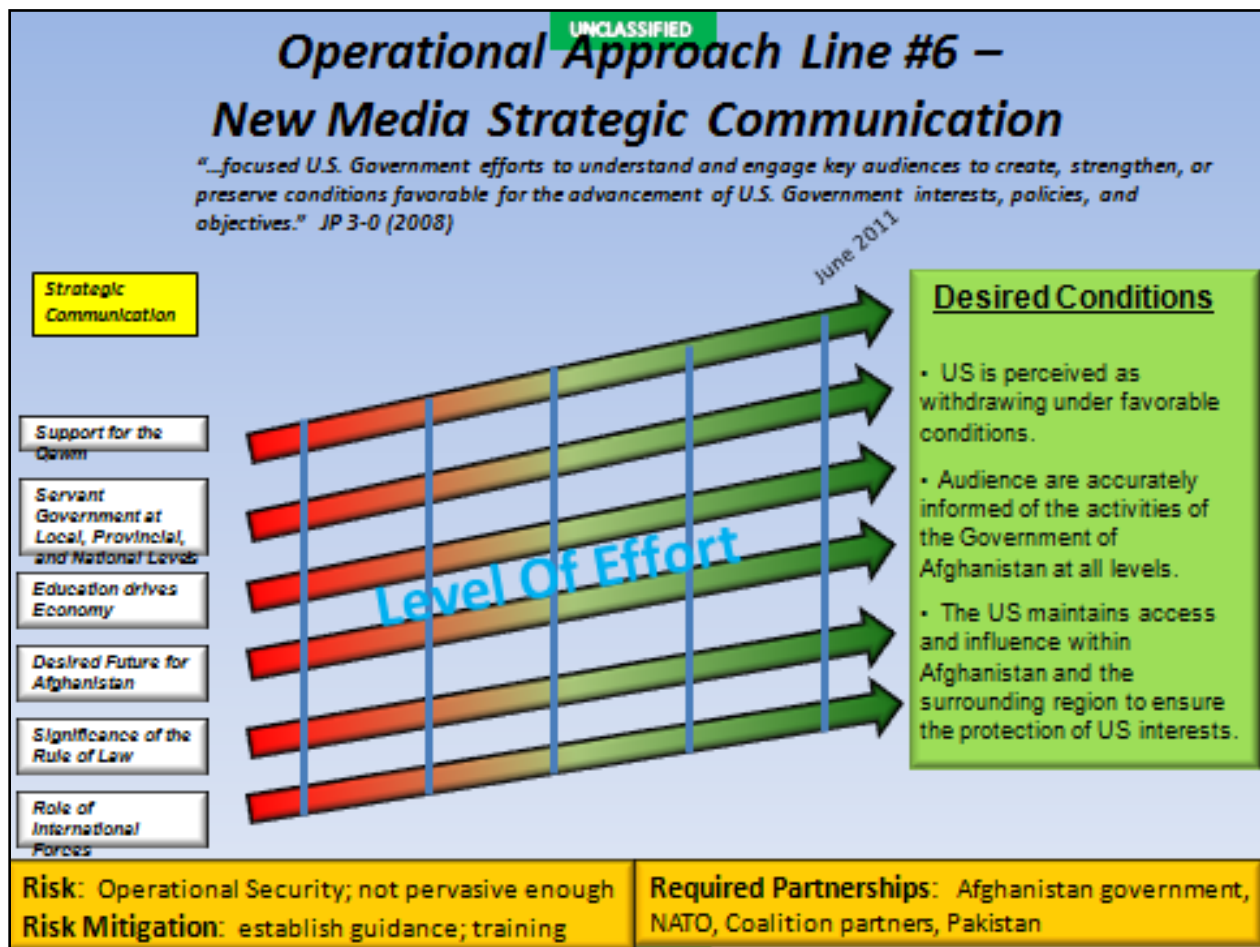 UNCLASSIFIED
Operational Approach Line #6 –
New Media Strategic Communication
“...focused U.S. Government efforts to understand and engage key audiences to create, strengthen, or
preserve conditions favorable for the advancement of U.S. Government interests, policies, and
objectives.” JP 3-0 (2008)
June 2011
Strategic
Communication
Support for the
Qawm
Servant
Government at
Local, Provincial,
and National Levels
Education drives
Economy
Desired Future for
Afghanistan
Significance of the
Rule of Law
Role of
International
Forces
Level Of Effort
Desired Conditions
• US is perceived as
withdrawing under favorable
conditions.
• Audience are accurately
informed of the activities of
the Government of
Afghanistan at all levels.
• The US maintains access
and influence within
Afghanistan and the
surrounding region to ensure
the protection of US interests.
Risk: Operational Security; not pervasive enough
Risk Mitigation: establish guidance; training
Required Partnerships: Afghanistan government,
NATO, Coalition partners, Pakistan